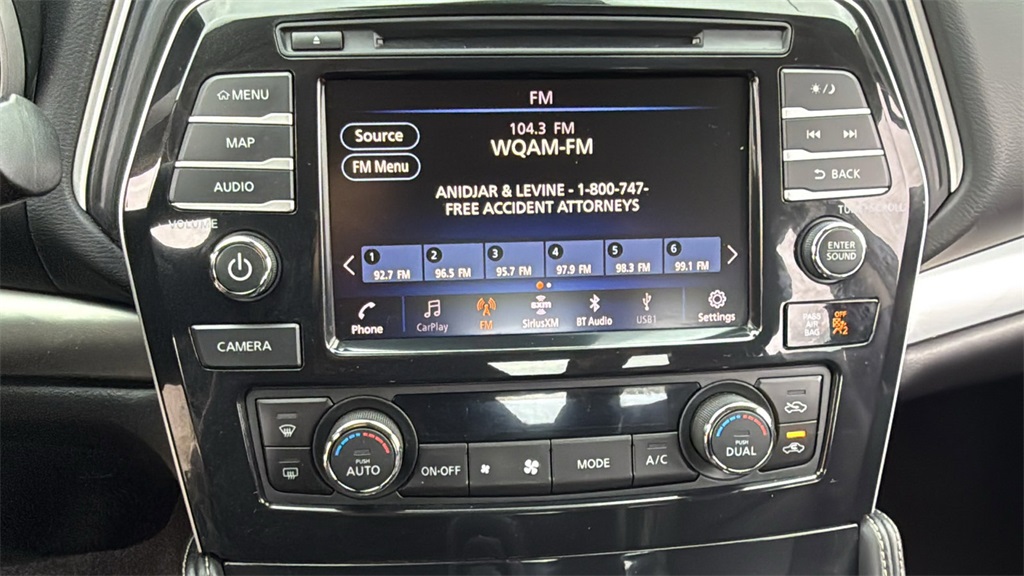 MENU
MAP
AUDIO
VOLUME
CAMERA
FM
Source
104.3 FM
WQAM-FM
FM Menu
ANIDJAR & LEVINE - 1-800-747-
FREE ACCIDENT ATTORNEYS
1 2 3 4 5 6
92.7 FM 96.5 FM 95.7 FM 97.9 FM 98.3 FM 99.1 FM
sxm
Phone CarPlay FM SiriusXM BT Audio USB1 Settings
BACK
ENTER
SOUND
PASS
AIR
BAG
OFF
PUSH
AUTO
ON-OFF
MODE
A/C
PUSH
DUAL